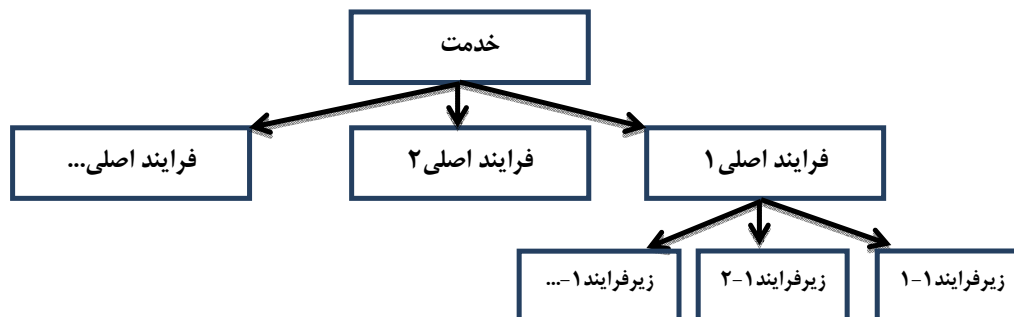 خدمت
فرایند اصلی۱
فرایند اصلی۲
فرایند اصلی...
زیرفرایند۱-۱
زیرفرایند۱-۲
زیرفرایند۱-...